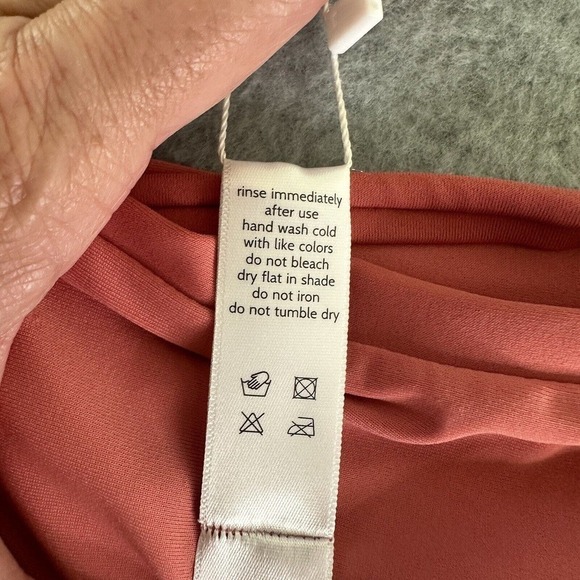 rinse immediately
after use
hand wash cold
with like colors
do not bleach
dry flat in shade
do not iron
do not tumble dry